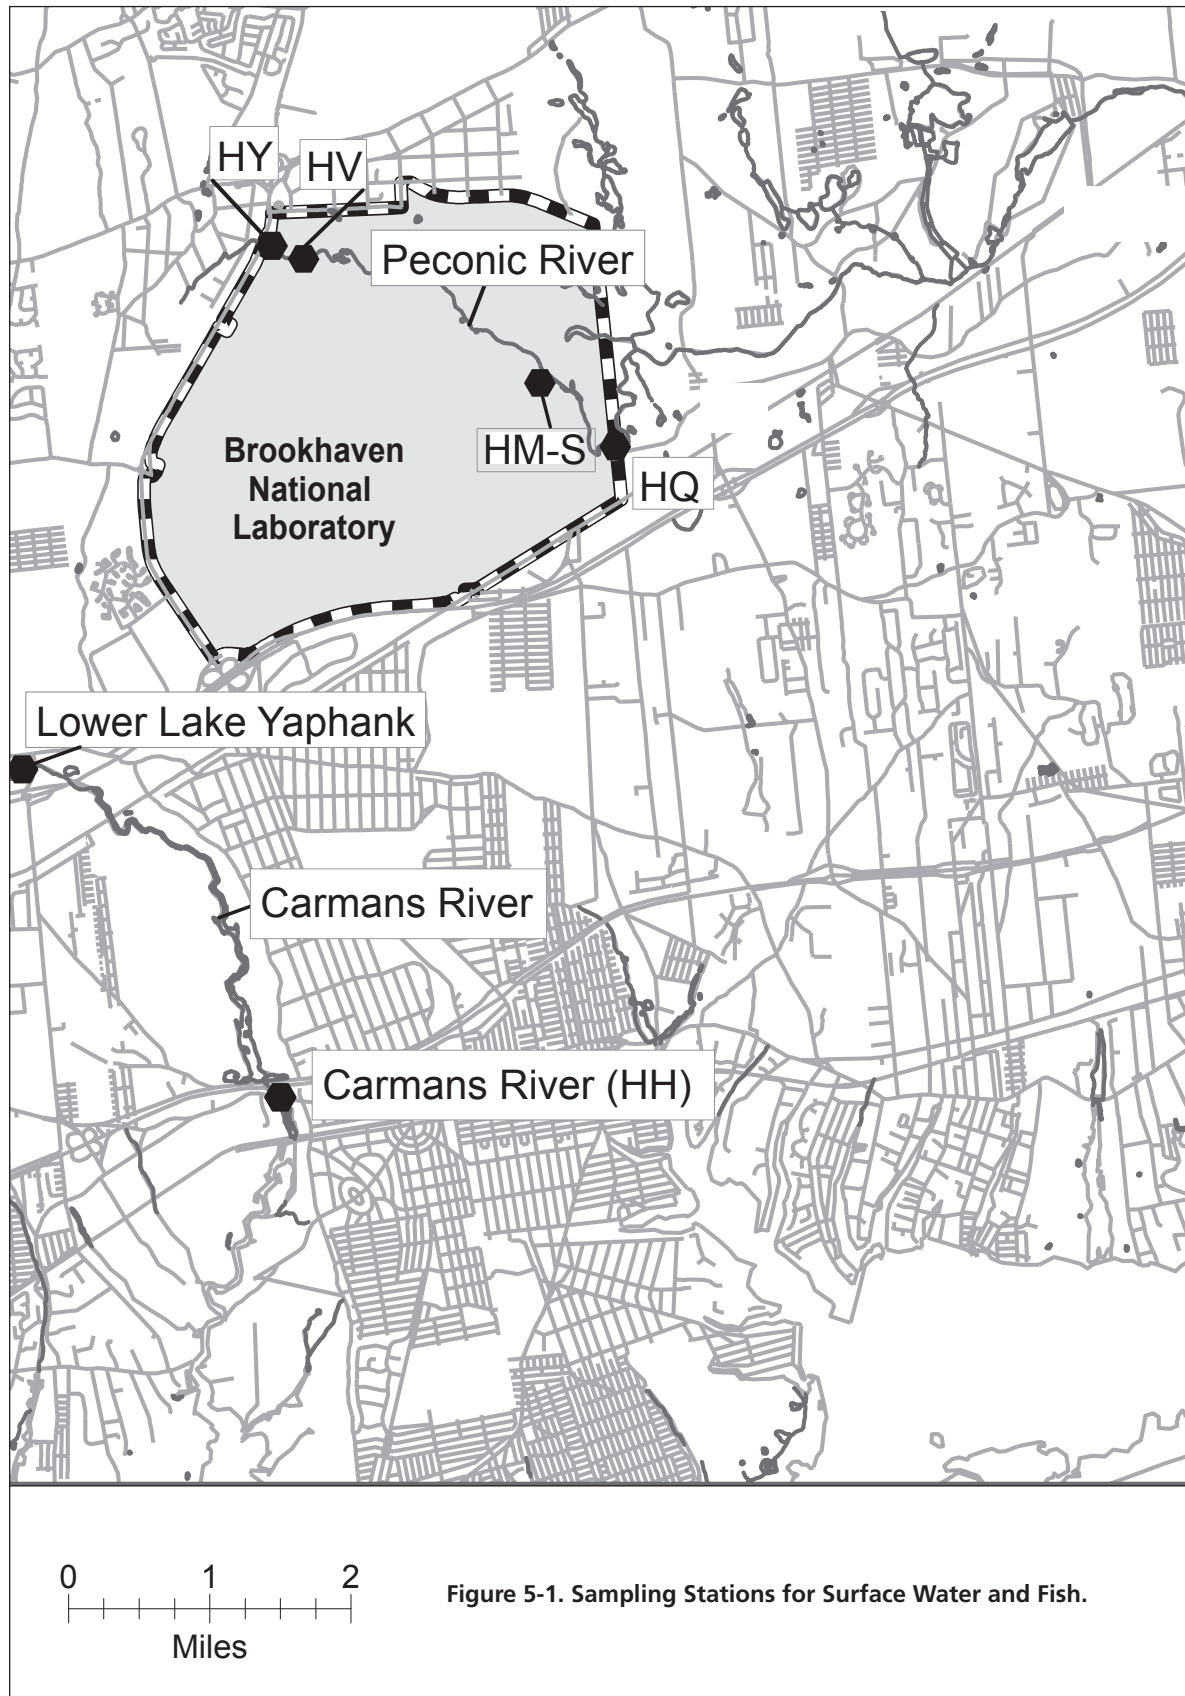 HY
HV
Peconic River
HM-S
HQ
Brookhaven
National
Laboratory
Lower Lake Yaphank
Carmans River
Carmans River (HH)
0 1 2
Miles
Figure 5-1. Sampling Stations for Surface Water and Fish.